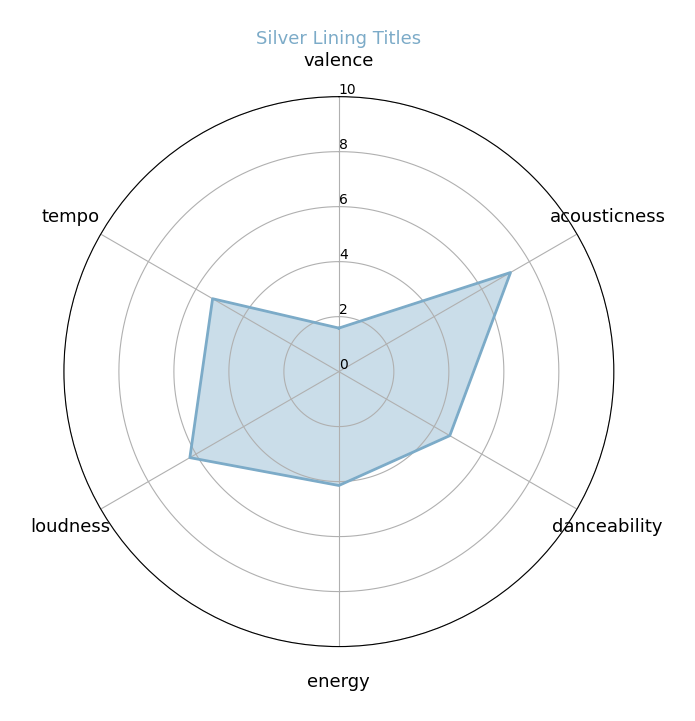 Silver Lining Titles
valence
10
8
6
4
2
0
tempo
acousticness
loudness
danceability
energy